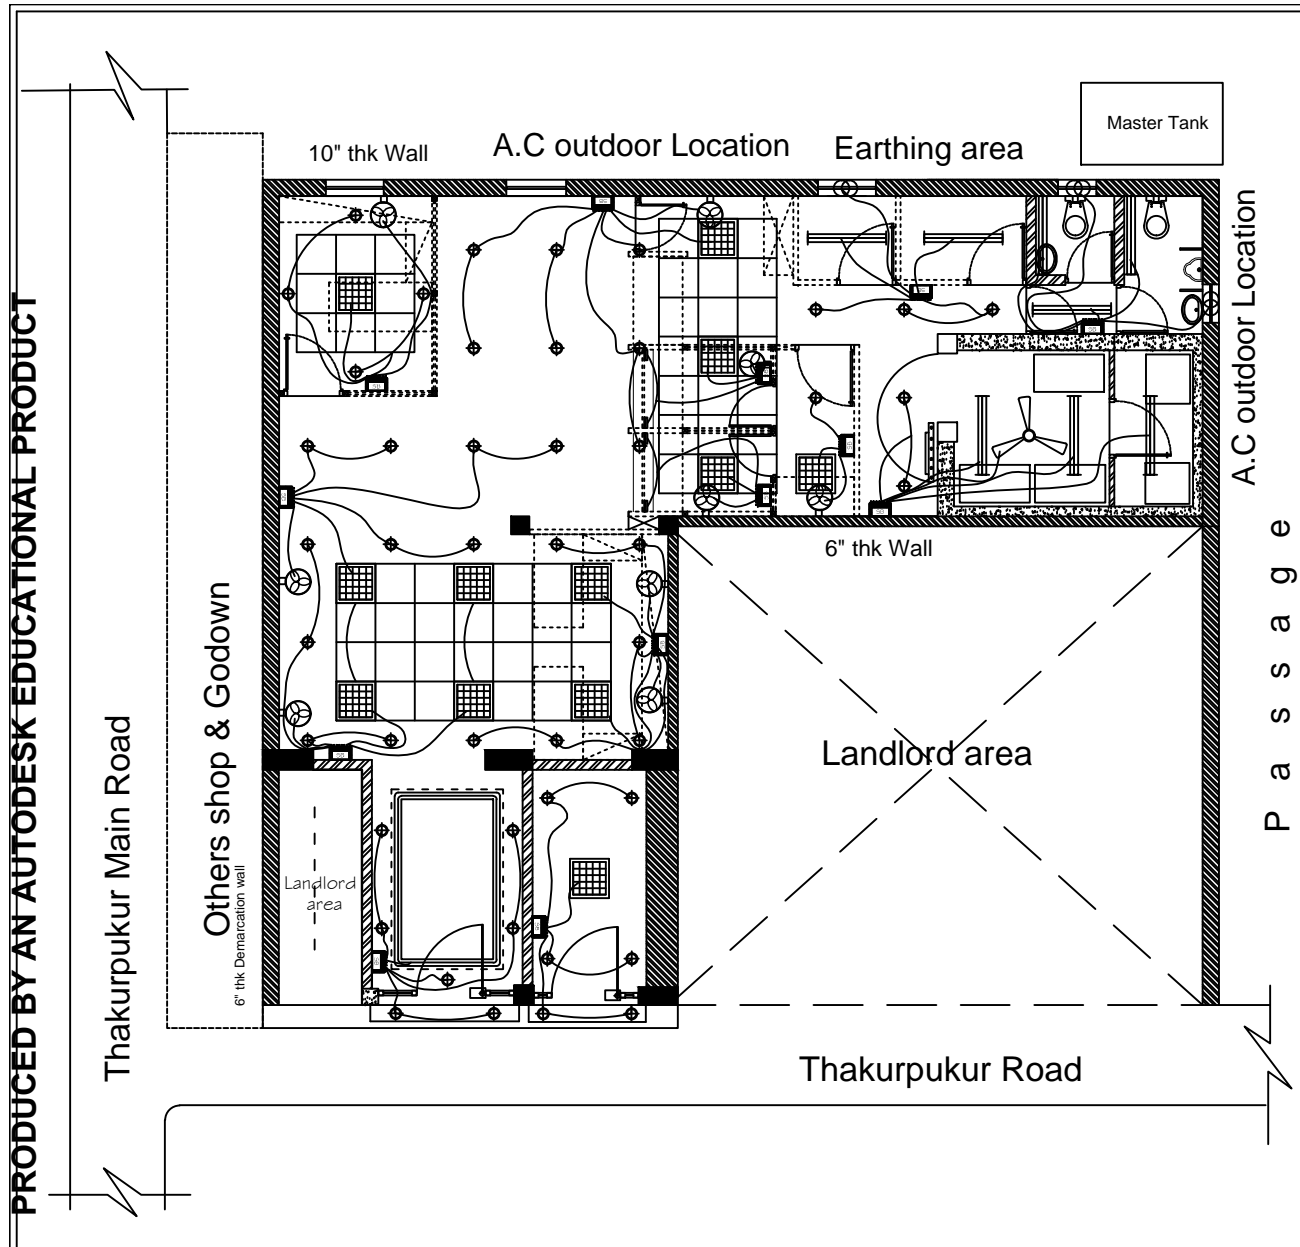 Master Tank
10" thk Wall
A.C outdoor Location
Earthing area
A.C outdoor Location
6" thk Wall
Passage
PRODUCED BY AN AUTODESK EDUCATIONAL PRODUCT
Thakurpukur Main Road
Others shop & Godown
6" thk Demarcation wall
Landlord
area
Landlord area
Thakurpukur Road